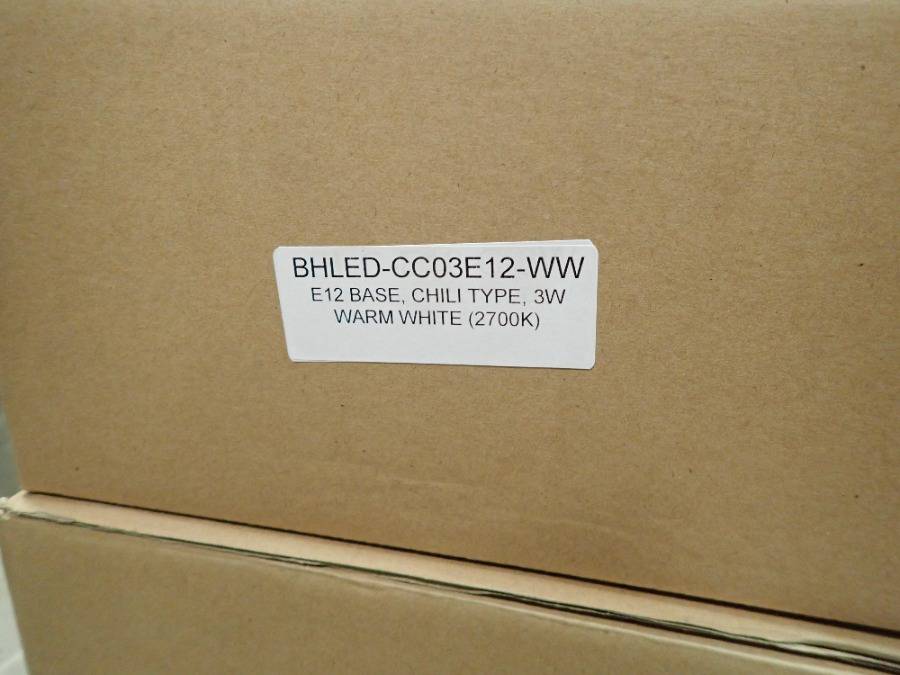 BHLED-CC03E12-WW
E12 BASE, CHILI TYPE, 3W
WARM WHITE (2700K)